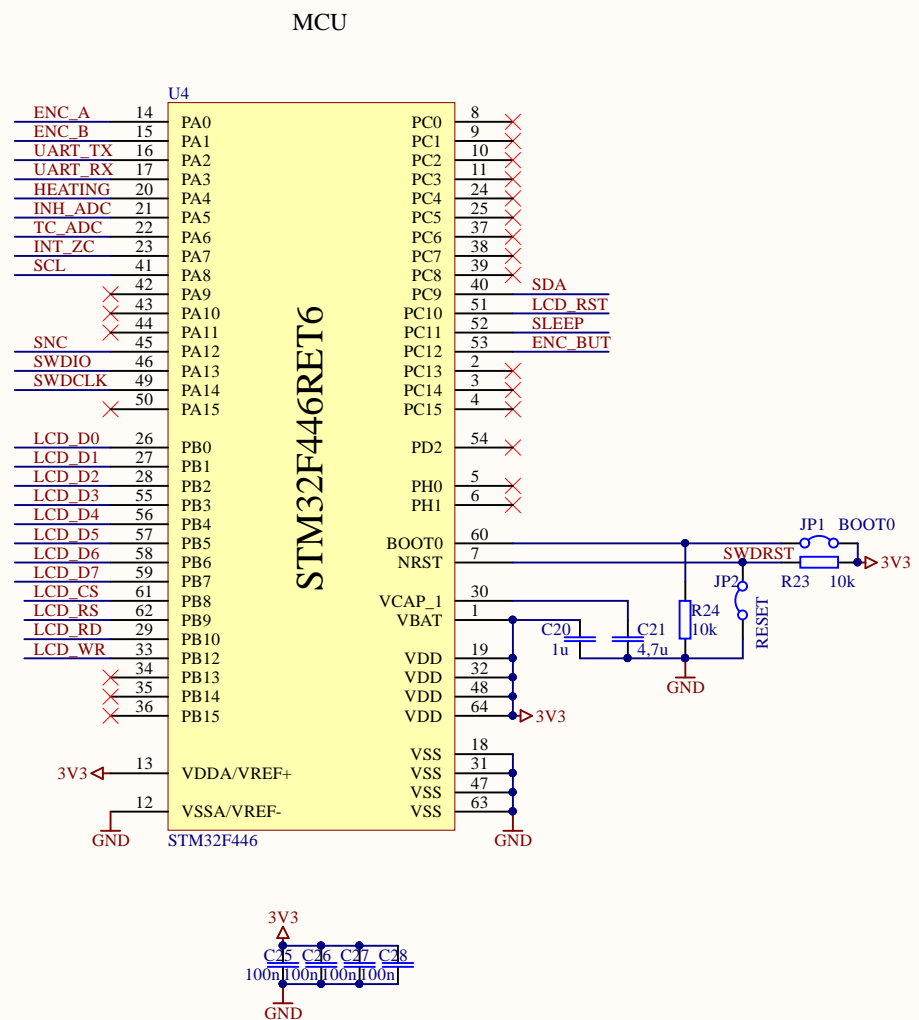 MCU
U4
ENC_A 14 PA0 PC0 8
ENC_B 15 PA1 PC1 9
UART_TX 16 PA2 PC2 10
UART_RX 17 PA3 PC3 11
HEATING 20 PA4 PC4 24
INH_ADC 21 PA5 PC5 25
TC_ADC 22 PA6 PC6 37
INT_ZC 23 PA7 PC7 38
SCL 41 PA8 PC8 39
42 PA9 PC9 40 SDA
43 PA10 PC10 51 LCD_RST
44 PA11 PC11 52 SLEEP
SNC 45 PA12 PC12 53 ENC_BUT
SWDIO 46 PA13 PC13 2
SWDCLK 49 PA14 PC14 3
50 PA15 PC15 4
STM32F446RET6
LCD_D0 26 PB0 PD2 54
LCD_D1 27 PB1
LCD_D2 28 PB2 PH0 5
LCD_D3 55 PB3 PH1 6
LCD_D4 56 PB4
JP1 BOOT0
LCD_D5 57 PB5 BOOT0 60
LCD_D6 58 PB6 NRST 7 SWDRST 3V3
R23 10k
LCD_D7 59 PB7 JP2
LCD_CS 61 PB8 VCAP_1 30
LCD_RS 62 PB9 VBAT 1 R24 RESET
LCD_RD 29 PB10 C20 C21 10k
1u 4,7u
LCD_WR 33 PB12 VDD 19
34 PB13 VDD 32
GND
35 PB14 VDD 48
36 PB15 VDD 64 3V3
VSS 18
3V3 13 VDDA/VREF+ VSS 31
VSS 47
12 VSSA/VREF- VSS 63
GND STM32F446 GND
3V3
C25 C26 C27 C28
100n 100n 100n 100n
GND